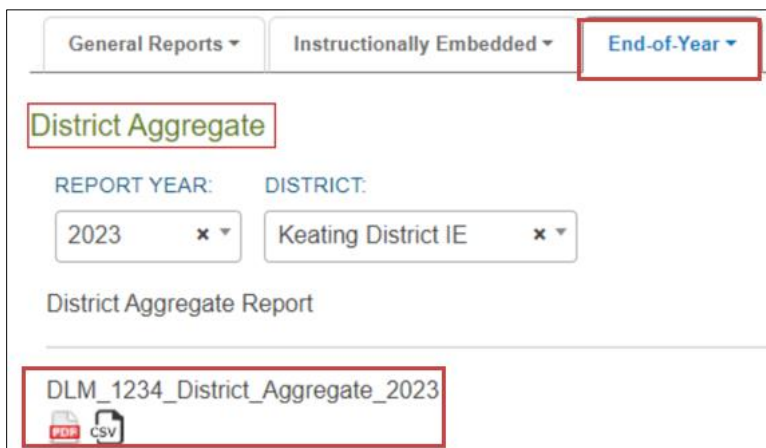 General Reports Instructionally Embedded End-of-Year
District Aggregate
REPORT YEAR: DISTRICT:
2023 × Keating District IE ×
District Aggregate Report
DLM_1234_District_Aggregate_2023
PDF CSV